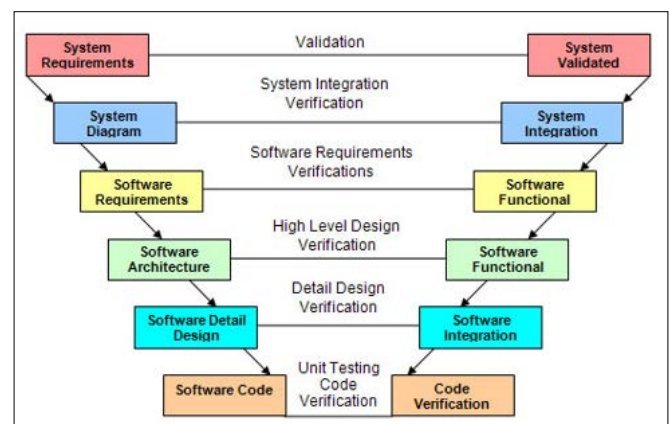 System
Requirements
Validation
System
Validated
System Integration
Verification
System
Diagram
System
Integration
Software Requirements
Verifications
Software
Requirements
Software
Functional
High Level Design
Verification
Software
Architecture
Software
Functional
Detail Design
Verification
Software Detail
Design
Software
Integration
Unit Testing
Code
Verification
Software Code
Code
Verification